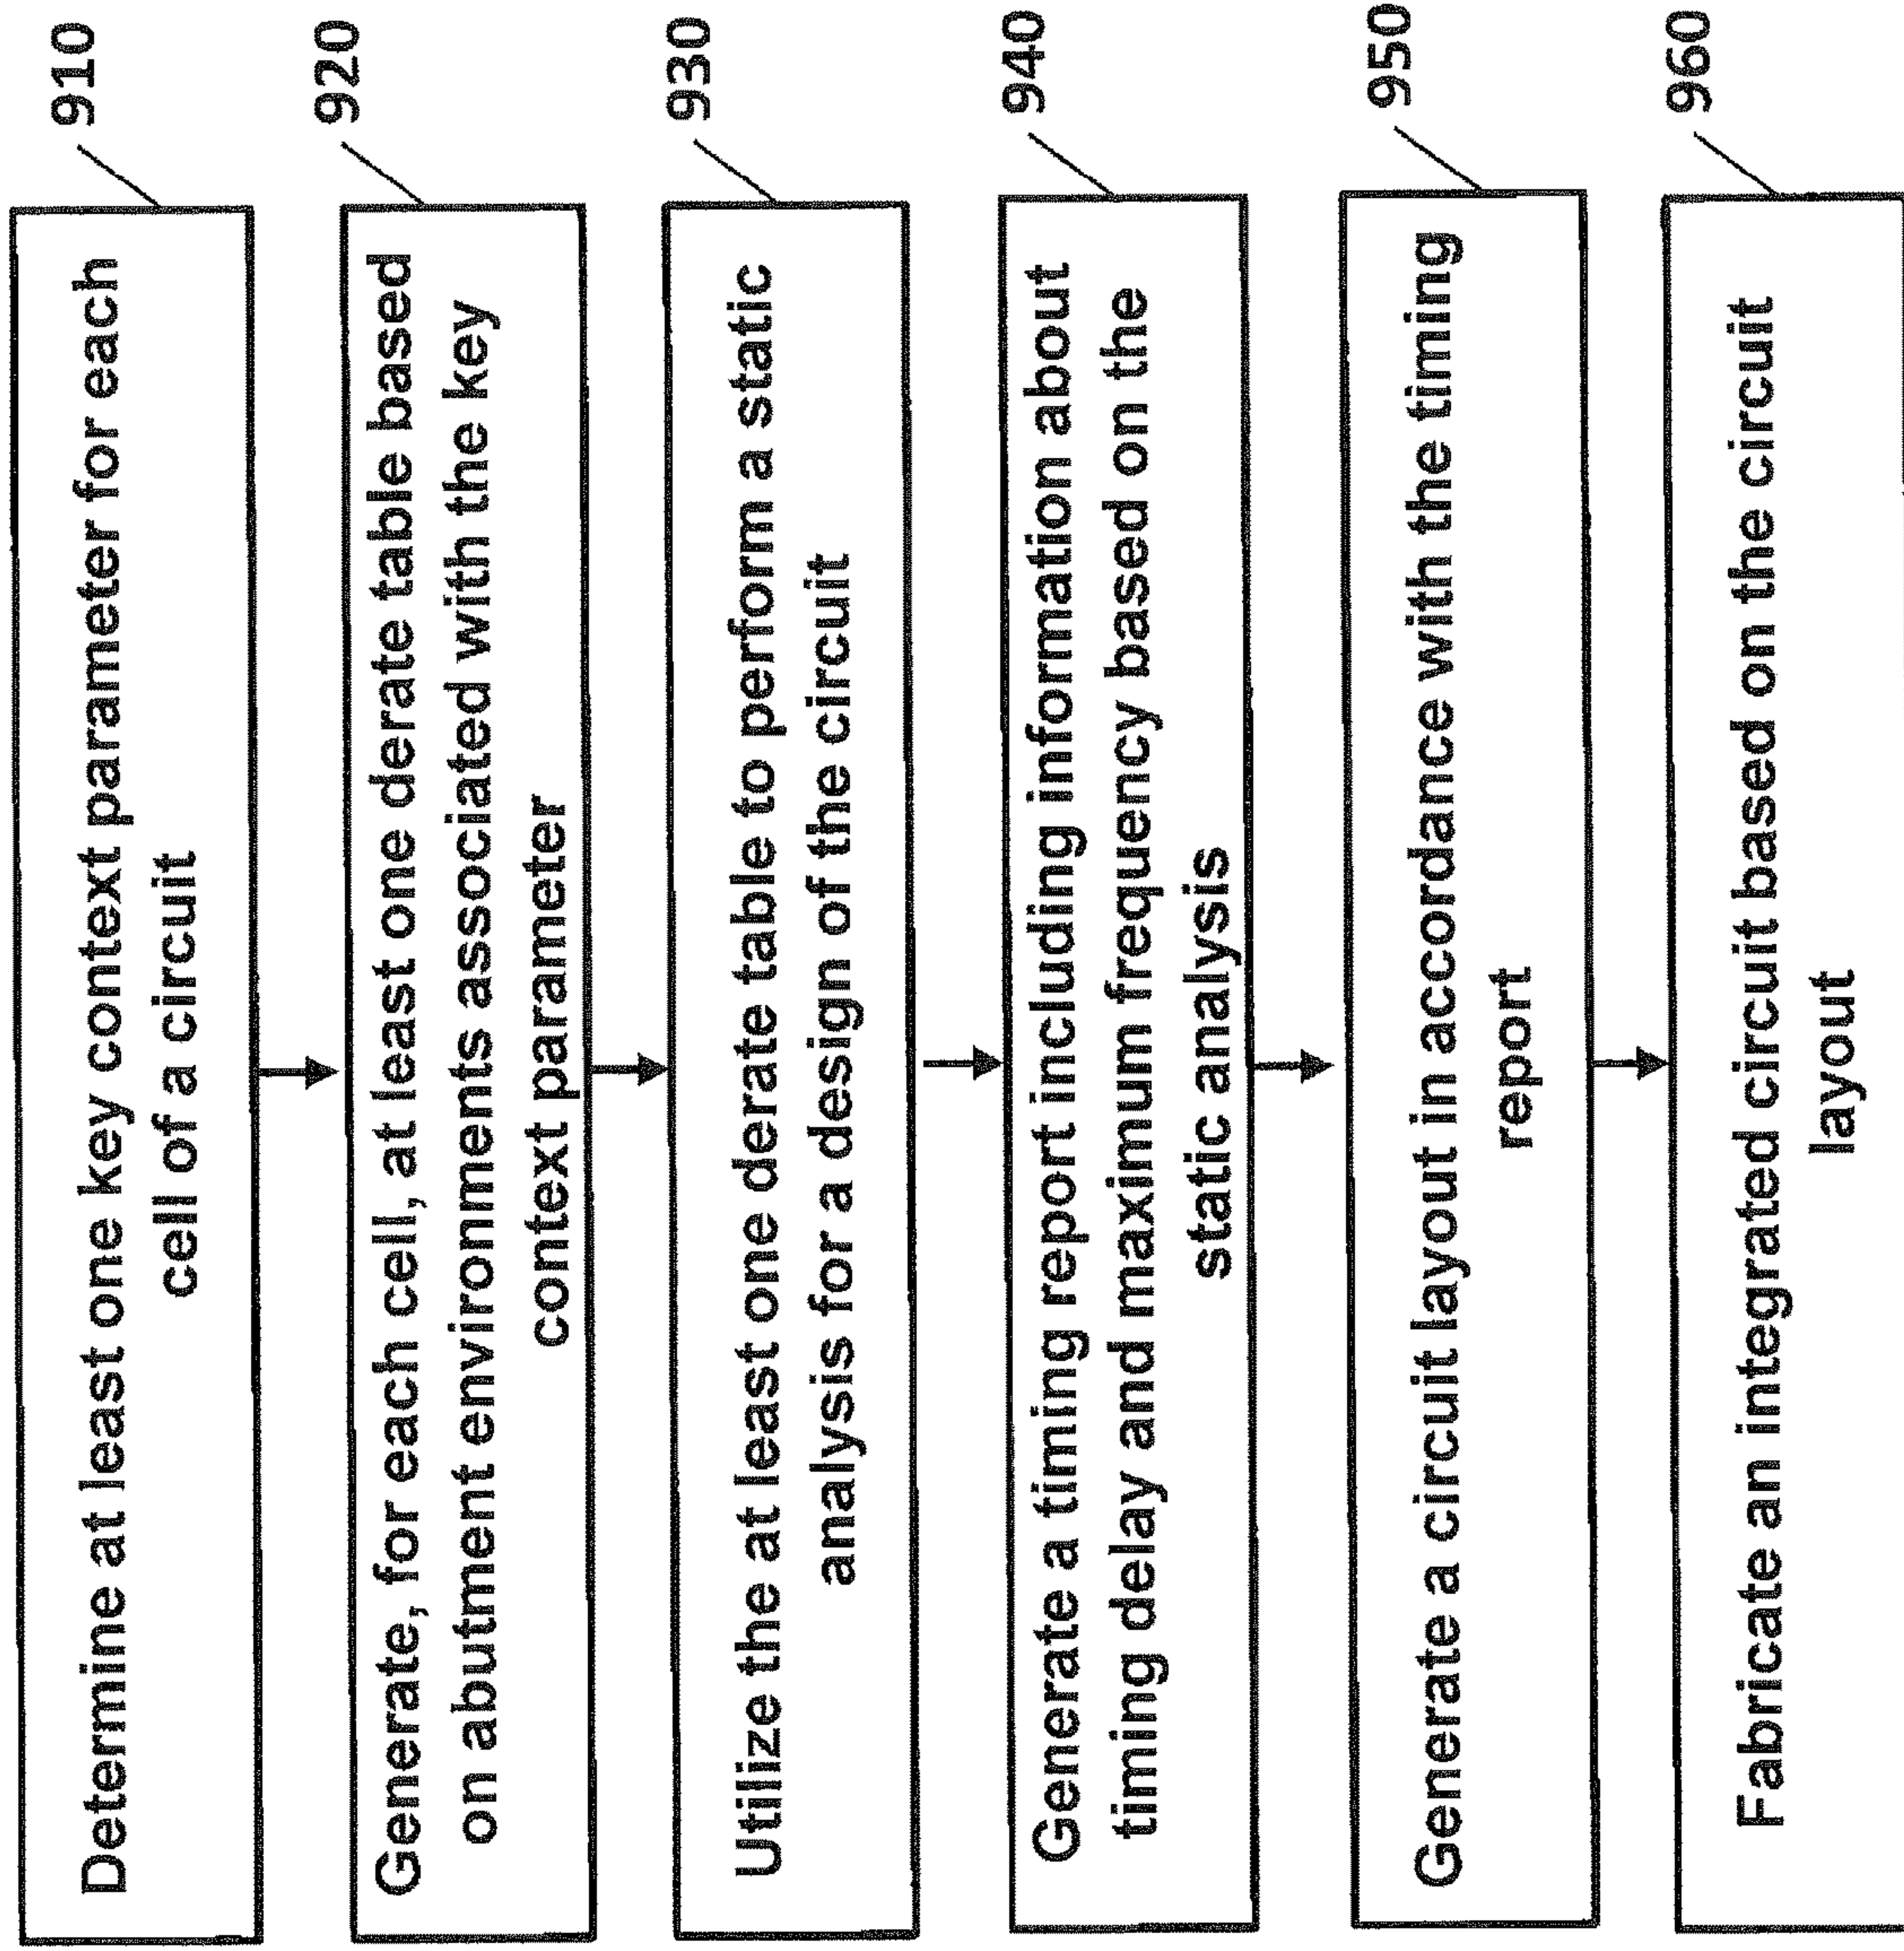 910
Determine at least one key context parameter for each
cell of a circuit
920
Generate, for each cell, at least one derate table based
on abutment environments associated with the key
context parameter
930
Utilize the at least one derate table to perform a static
analysis for a design of the circuit
940
Generate a timing report including information about
timing delay and maximum frequency based on the
static analysis
950
Generate a circuit layout in accordance with the timing
report
960
Fabricate an integrated circuit based on the circuit
layout